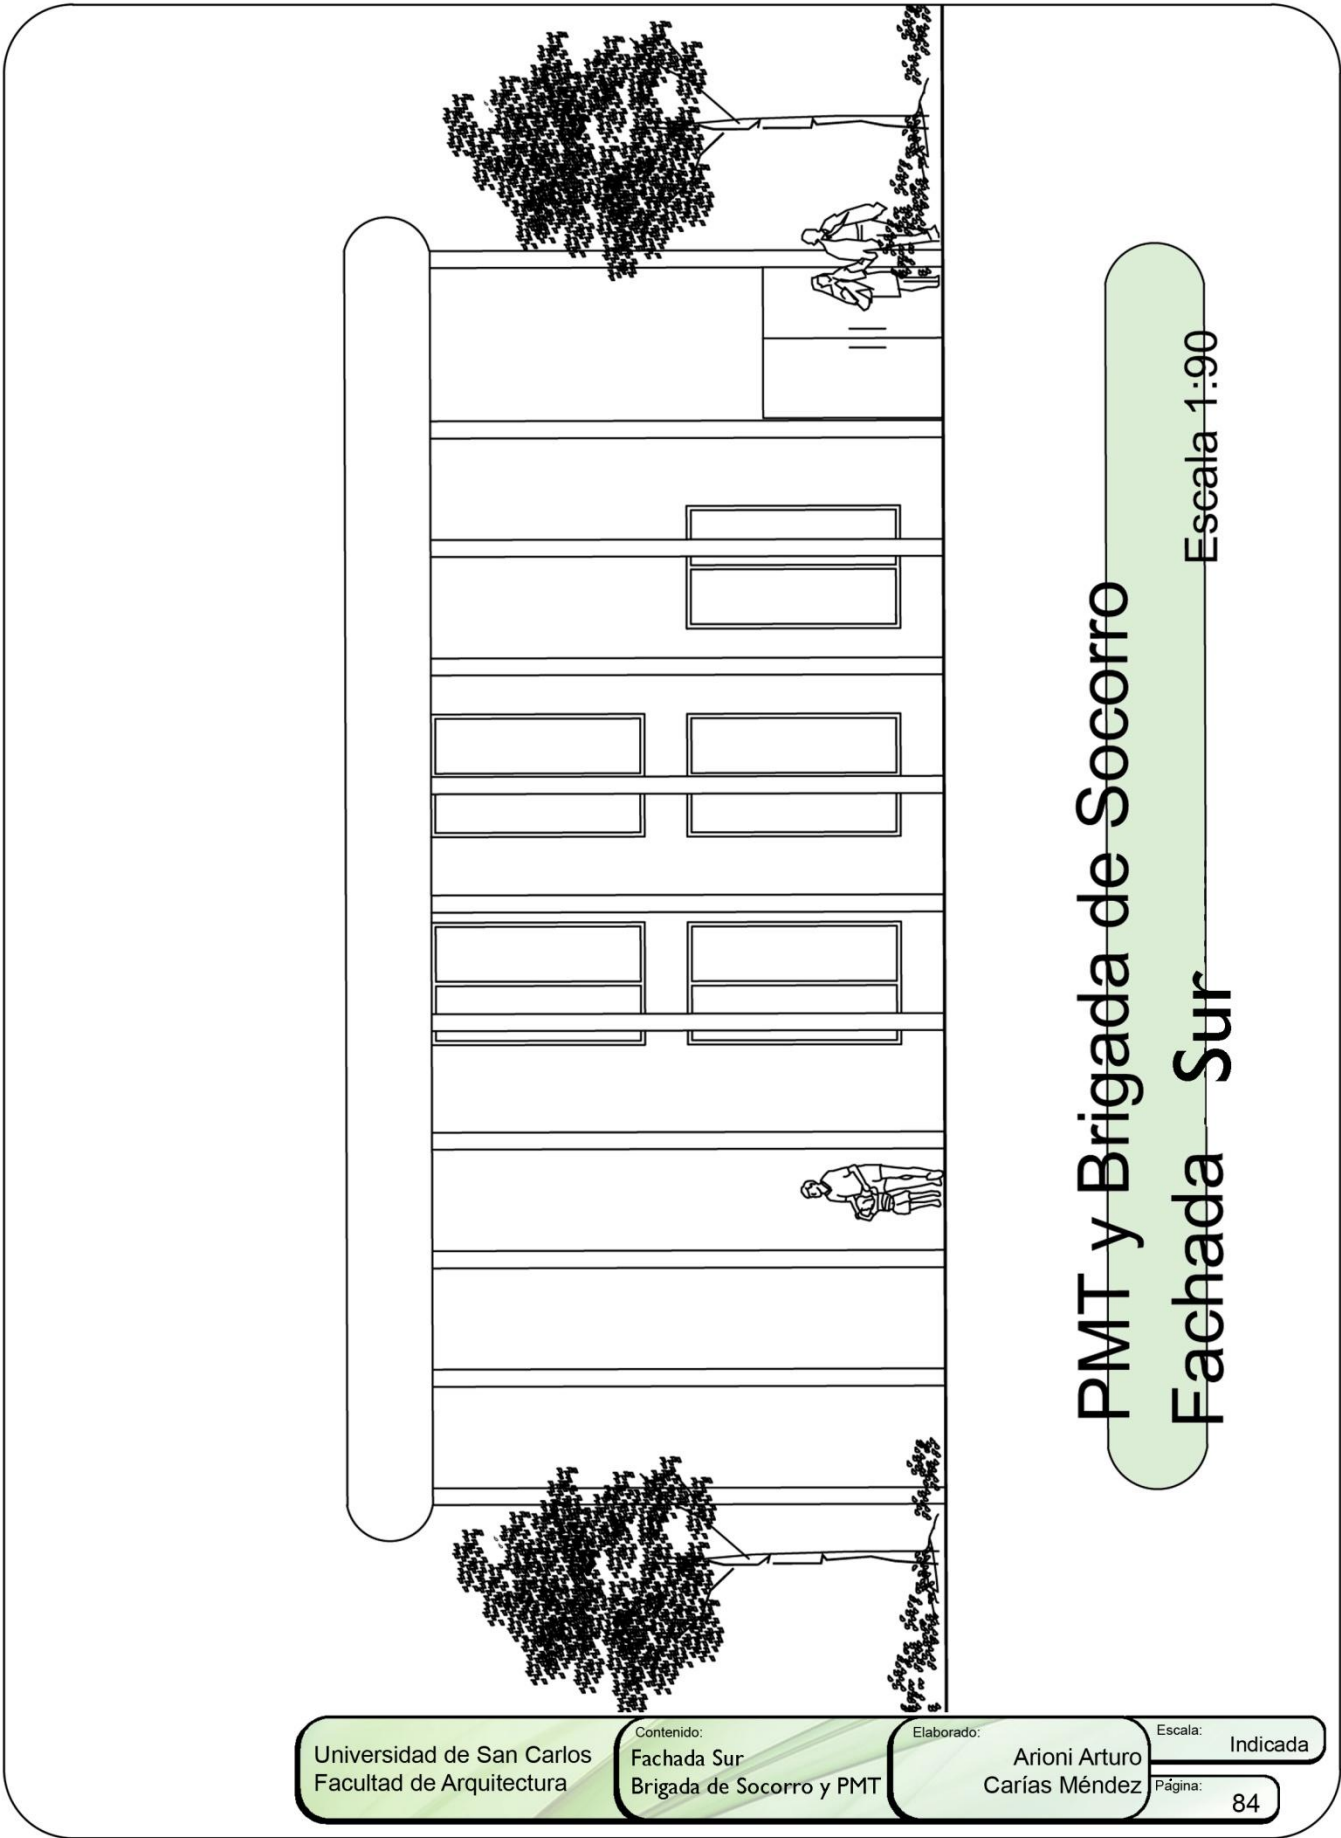 PMT y Brigada de Socorro
Fachada Sur
Escala 1:90
Universidad de San Carlos
Facultad de Arquitectura
Contenido:
Fachada Sur
Brigada de Socorro y PMT
Elaborado:
Arioni Arturo
Carías Méndez
Escala:
Indicada
Página:
84